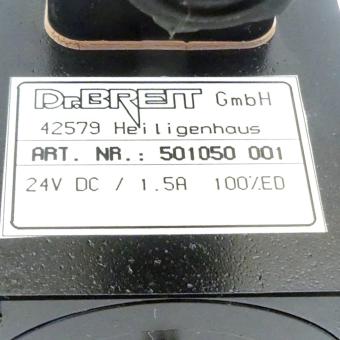 Dr.BREIT GmbH
42579 Heiligenhaus
ART. NR.: 501050 001
24V DC / 1.5A 100%ED